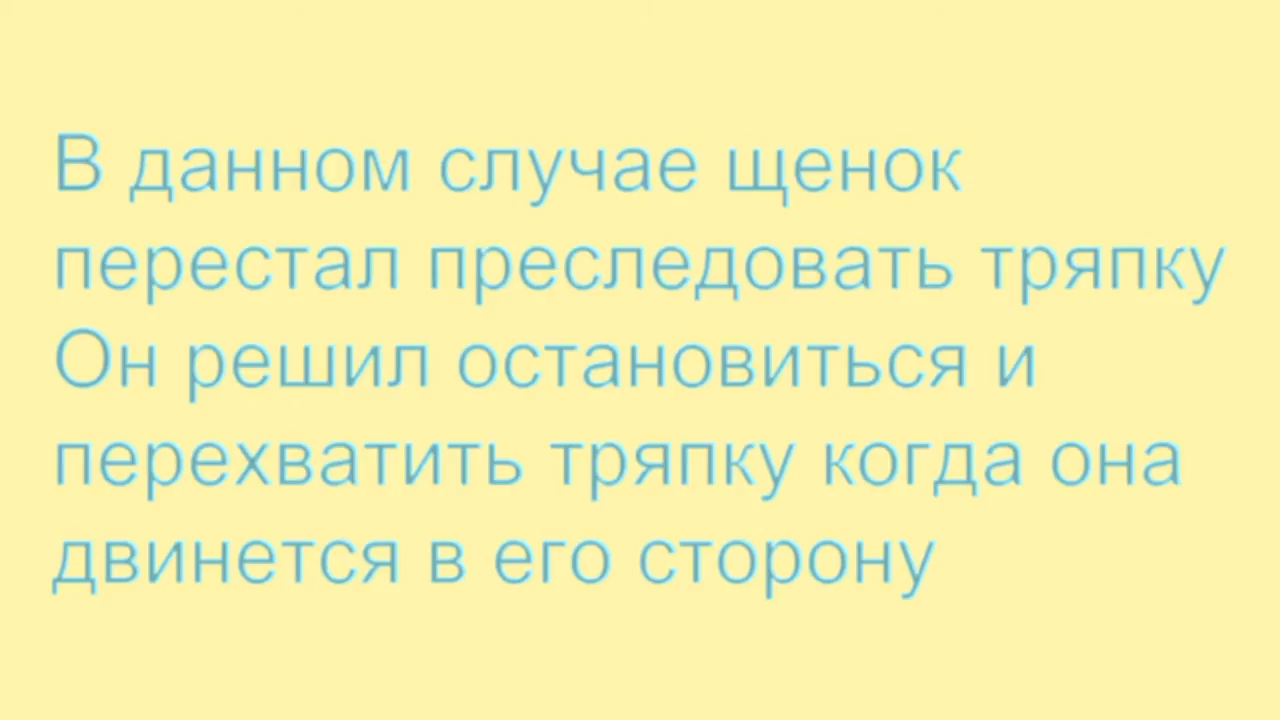 В данном случае щенок
перестал преследовать тряпку
Он решил остановиться и
перехватить тряпку когда она
двинется в его сторону